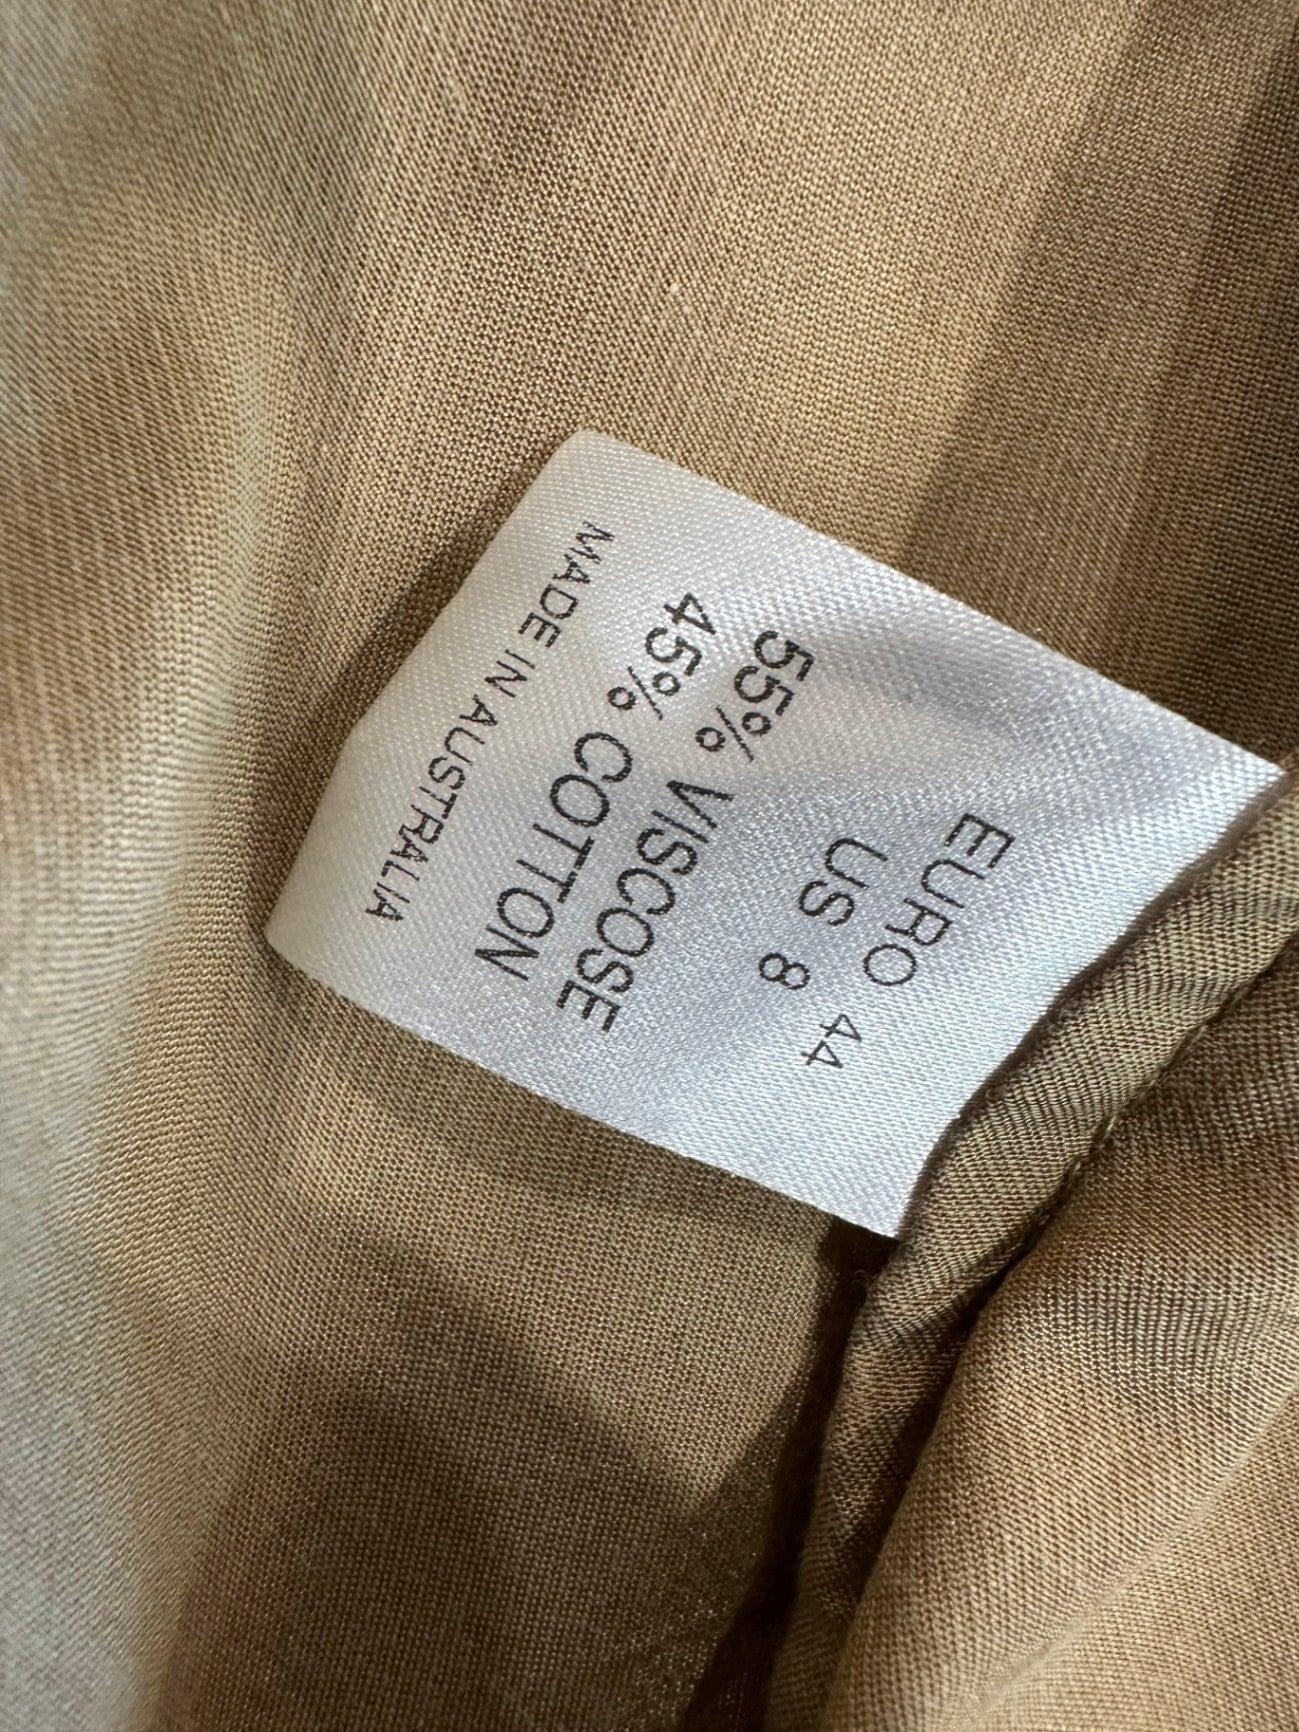 EURO 44
US 8
55% VISCOSE
45% COTTON
MADE IN AUSTRALIA